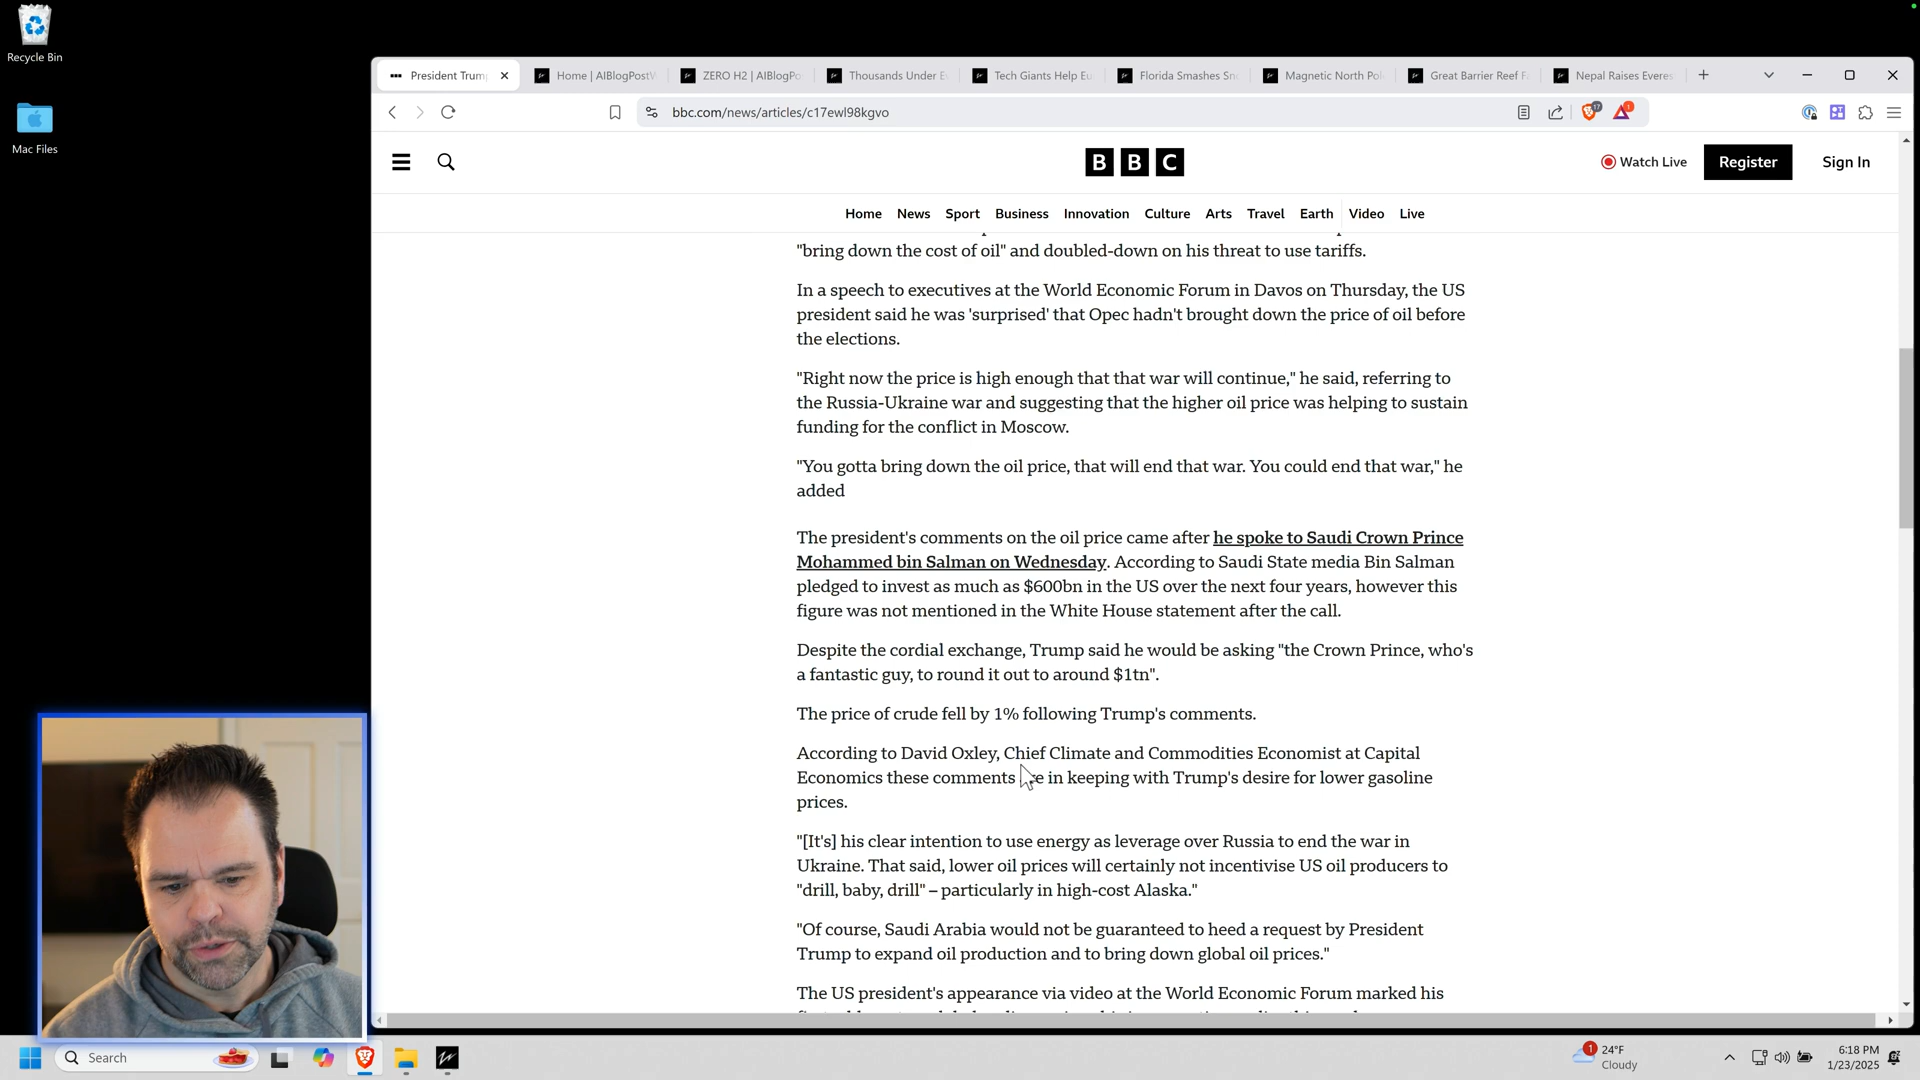 Recycle Bin
Mac Files
President Trum
Home | AIBlogPostW
ZERO H2 | AIBlogPo
Thousands Under E
Tech Giants Help Eu
Florida Smashes Sn
Magnetic North Pol
Great Barrier Reef F
Nepal Raises Everes
bbc.com/news/articles/c17ewl98kgvo
17
1
BBC
Watch Live
Register
Sign In
Home News Sport Business Innovation Culture Arts Travel Earth Video Live
"bring down the cost of oil" and doubled-down on his threat to use tariffs.
In a speech to executives at the World Economic Forum in Davos on Thursday, the US
president said he was 'surprised' that Opec hadn't brought down the price of oil before
the elections.
"Right now the price is high enough that that war will continue," he said, referring to
the Russia-Ukraine war and suggesting that the higher oil price was helping to sustain
funding for the conflict in Moscow.
"You gotta bring down the oil price, that will end that war. You could end that war," he
added
The president's comments on the oil price came after he spoke to Saudi Crown Prince
Mohammed bin Salman on Wednesday. According to Saudi State media Bin Salman
pledged to invest as much as $600bn in the US over the next four years, however this
figure was not mentioned in the White House statement after the call.
Despite the cordial exchange, Trump said he would be asking "the Crown Prince, who's
a fantastic guy, to round it out to around $1tn".
The price of crude fell by 1% following Trump's comments.
According to David Oxley, Chief Climate and Commodities Economist at Capital
Economics these comments in keeping with Trump's desire for lower gasoline
prices.
"[It's] his clear intention to use energy as leverage over Russia to end the war in
Ukraine. That said, lower oil prices will certainly not incentivise US oil producers to
"drill, baby, drill" – particularly in high-cost Alaska."
"Of course, Saudi Arabia would not be guaranteed to heed a request by President
Trump to expand oil production and to bring down global oil prices."
The US president's appearance via video at the World Economic Forum marked his
Search
1
24°F
Cloudy
6:18 PM
1/23/2025